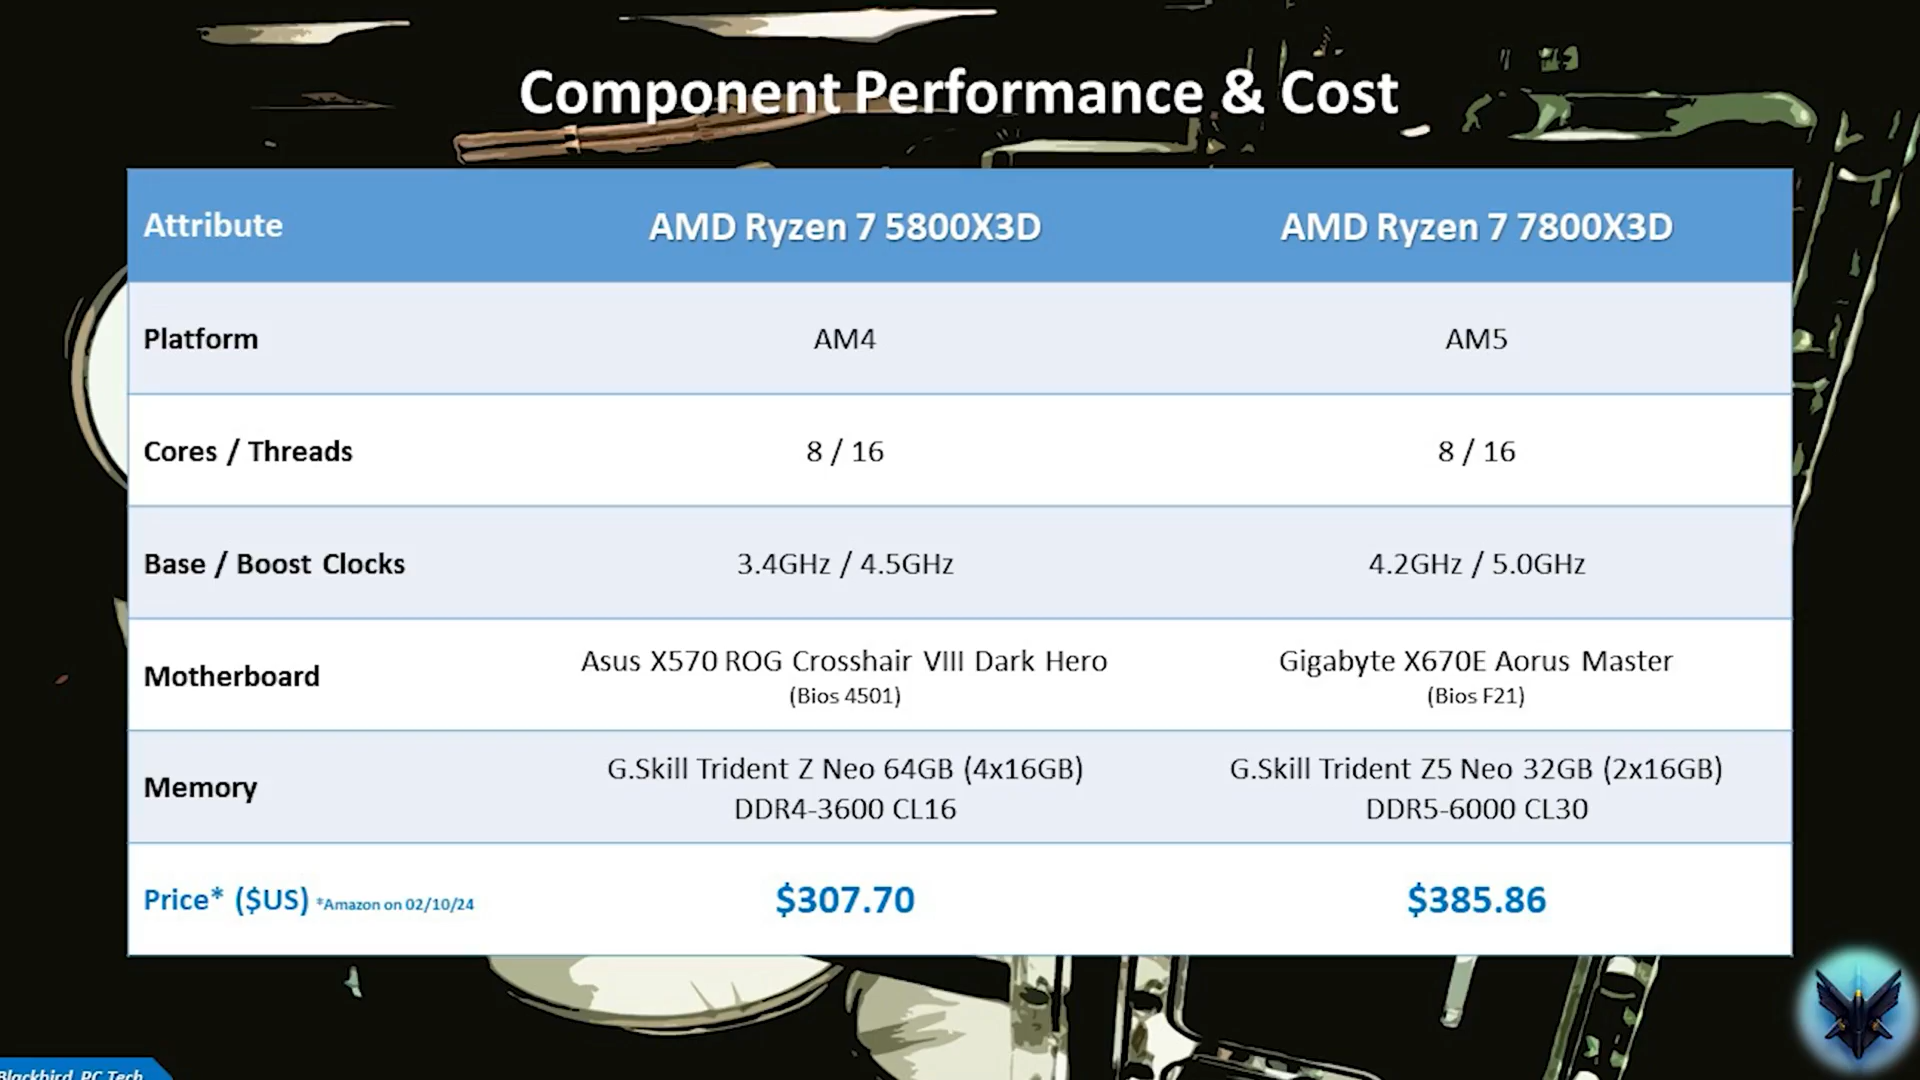 Component Performance & Cost
Attribute AMD Ryzen 7 5800X3D AMD Ryzen 7 7800X3D
Platform AM4 AM5
Cores / Threads 8 / 16 8 / 16
Base / Boost Clocks 3.4GHz / 4.5GHz 4.2GHz / 5.0GHz
Motherboard Asus X570 ROG Crosshair VIII Dark Hero Gigabyte X670E Aorus Master
(Bios 4501) (Bios F21)
Memory G.Skill Trident Z Neo 64GB (4x16GB) G.Skill Trident Z5 Neo 32GB (2x16GB)
DDR4-3600 CL16 DDR5-6000 CL30
Price* ($US) *Amazon on 02/10/24 $307.70 $385.86
Blackbird PC Tech